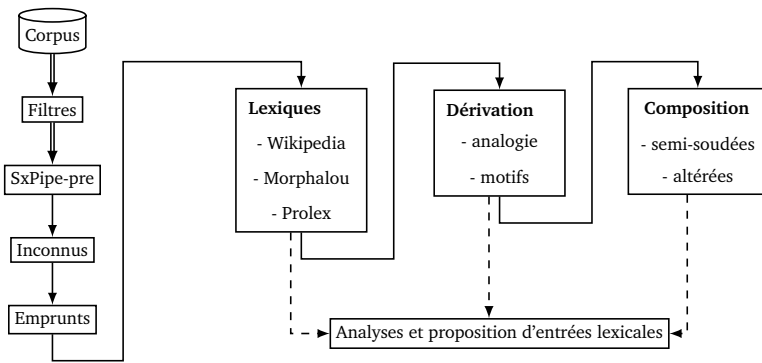 Corpus
Filtres
SxPipe-pre
Inconnus
Emprunts
Lexiques
- Wikipedia
- Morphalou
- Prolex
Dérivation
- analogie
- motifs
Composition
- semi-soudées
- altérées
Analyses et proposition d'entrées lexicales